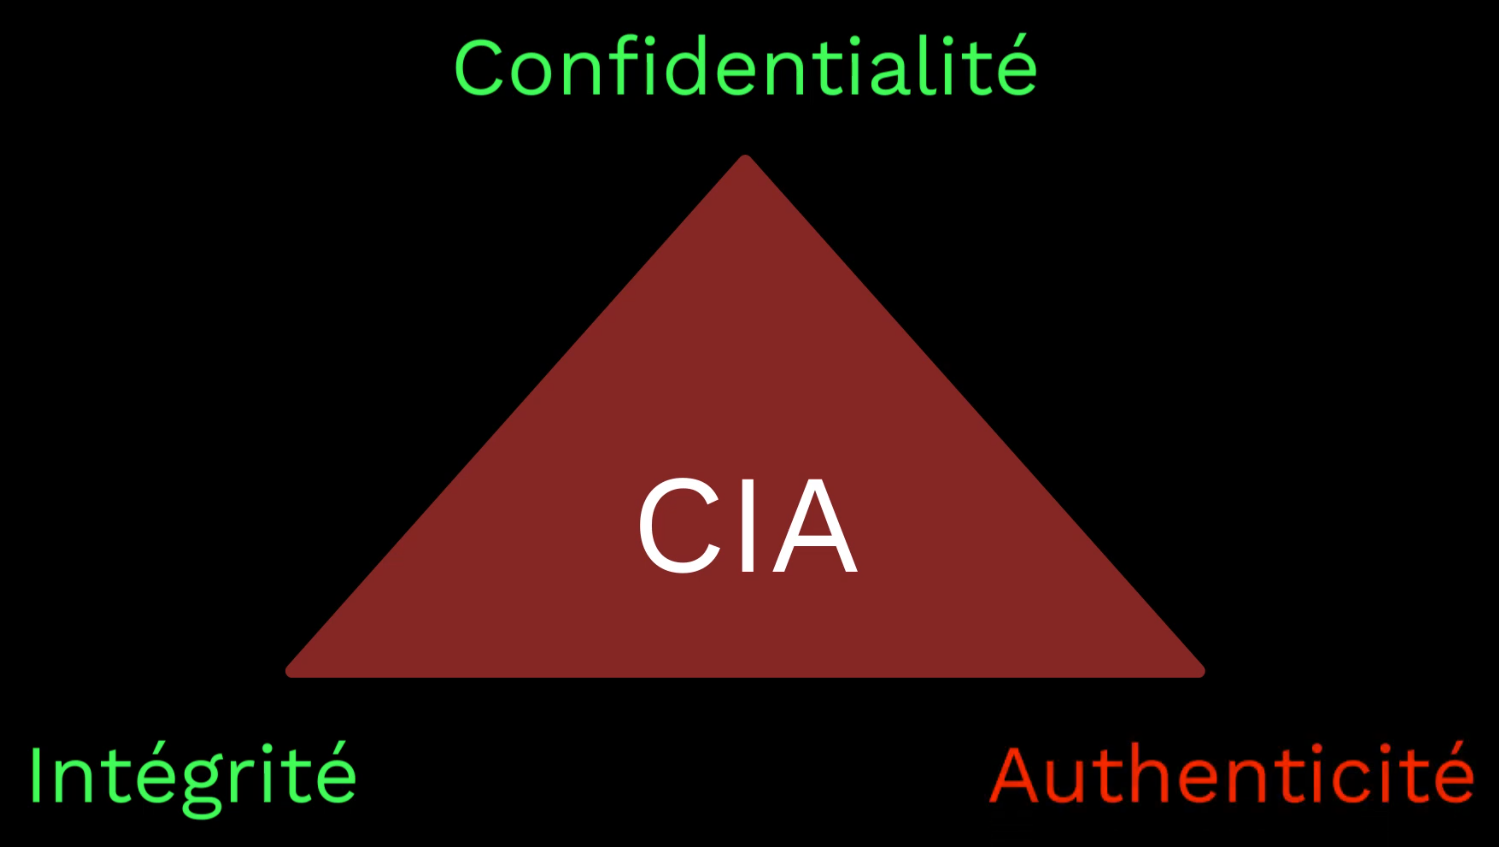 Confidentialité
CIA
Intégrité
Authenticité